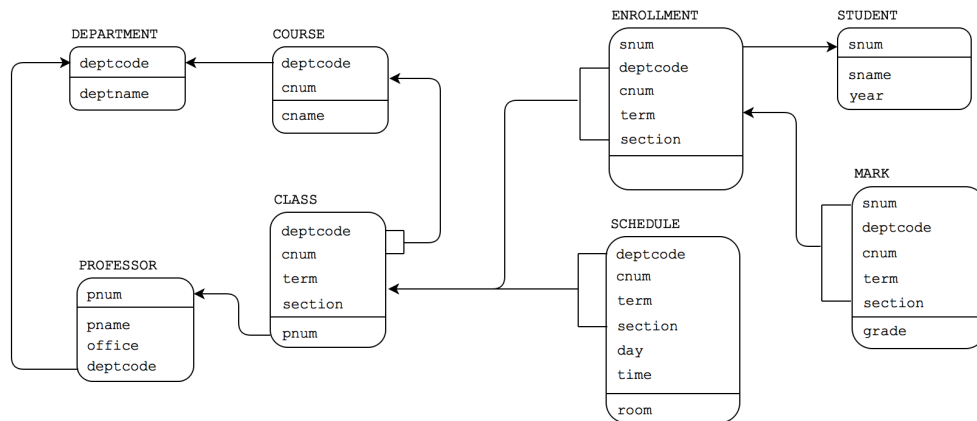 DEPARTMENT
deptcode
deptname
COURSE
deptcode
cnum
cname
ENROLLMENT
snum
deptcode
cnum
term
section
STUDENT
snum
sname
year
PROFESSOR
pnum
pname
office
deptcode
CLASS
deptcode
cnum
term
section
pnum
SCHEDULE
deptcode
cnum
term
section
day
time
room
MARK
snum
deptcode
cnum
term
section
grade